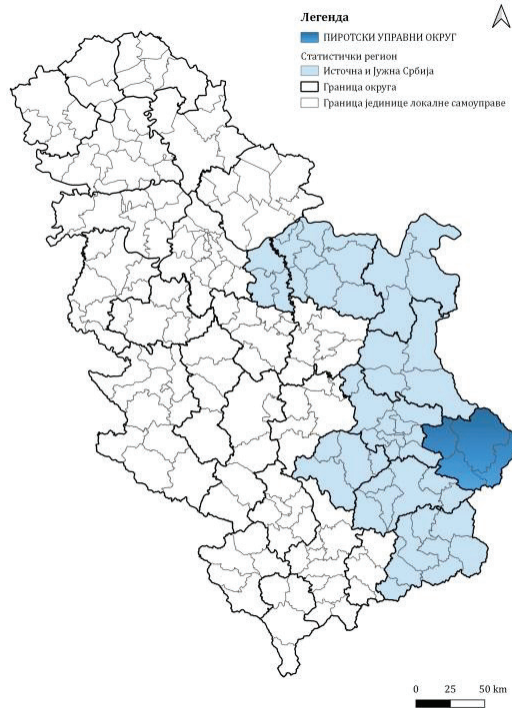 Легенда
ПИРОТСКИ УПРАВНИ ОКРУГ
Статистички регион
Источна и Јужна Србија
Граница округа
Граница јединице локалне самоуправе
0 25 50 km